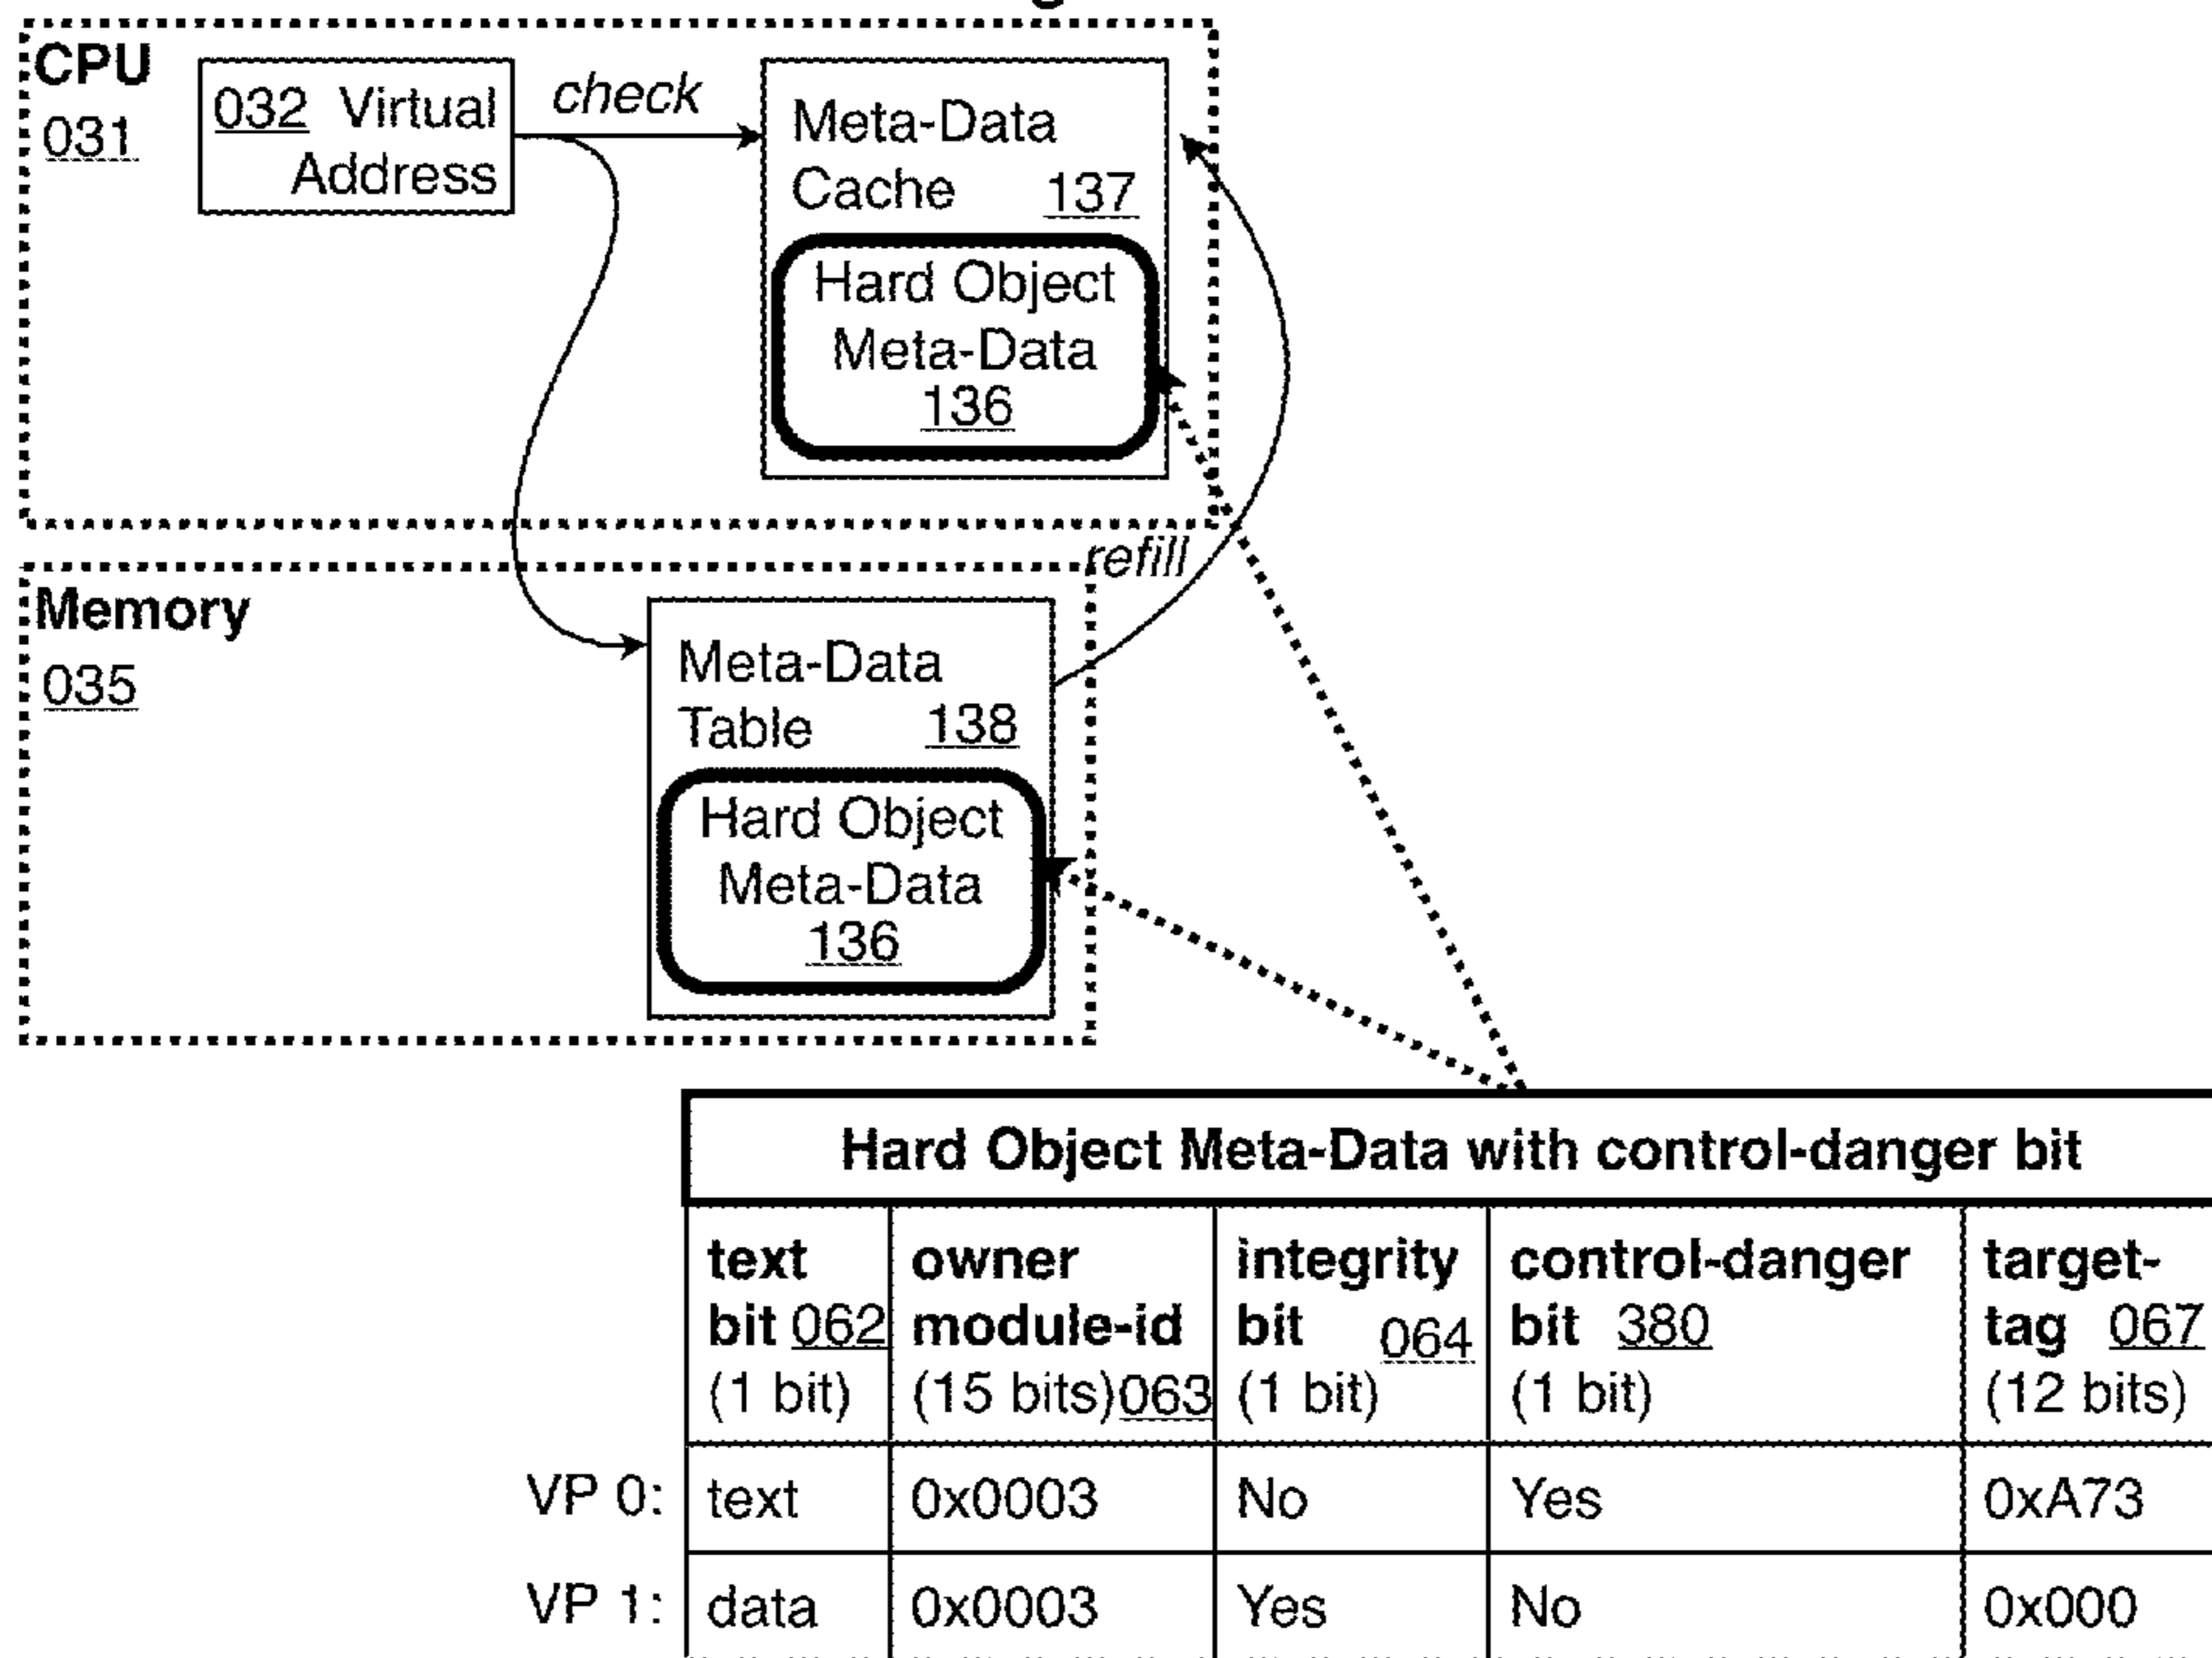 CPU
031
032 Virtual
Address
check
Meta-Data
Cache 137
Hard Object
Meta-Data
136
refill
Memory
035
Meta-Data
Table 138
Hard Object
Meta-Data
136
Hard Object Meta-Data with control-danger bit
text
bit 062
(1 bit)
owner
module-id
(15 bits)063
integrity
bit 064
(1 bit)
control-danger
bit 380
(1 bit)
target-
tag 067
(12 bits)
VP 0: text 0x0003 No Yes 0xA73
VP 1: data 0x0003 Yes No 0x000